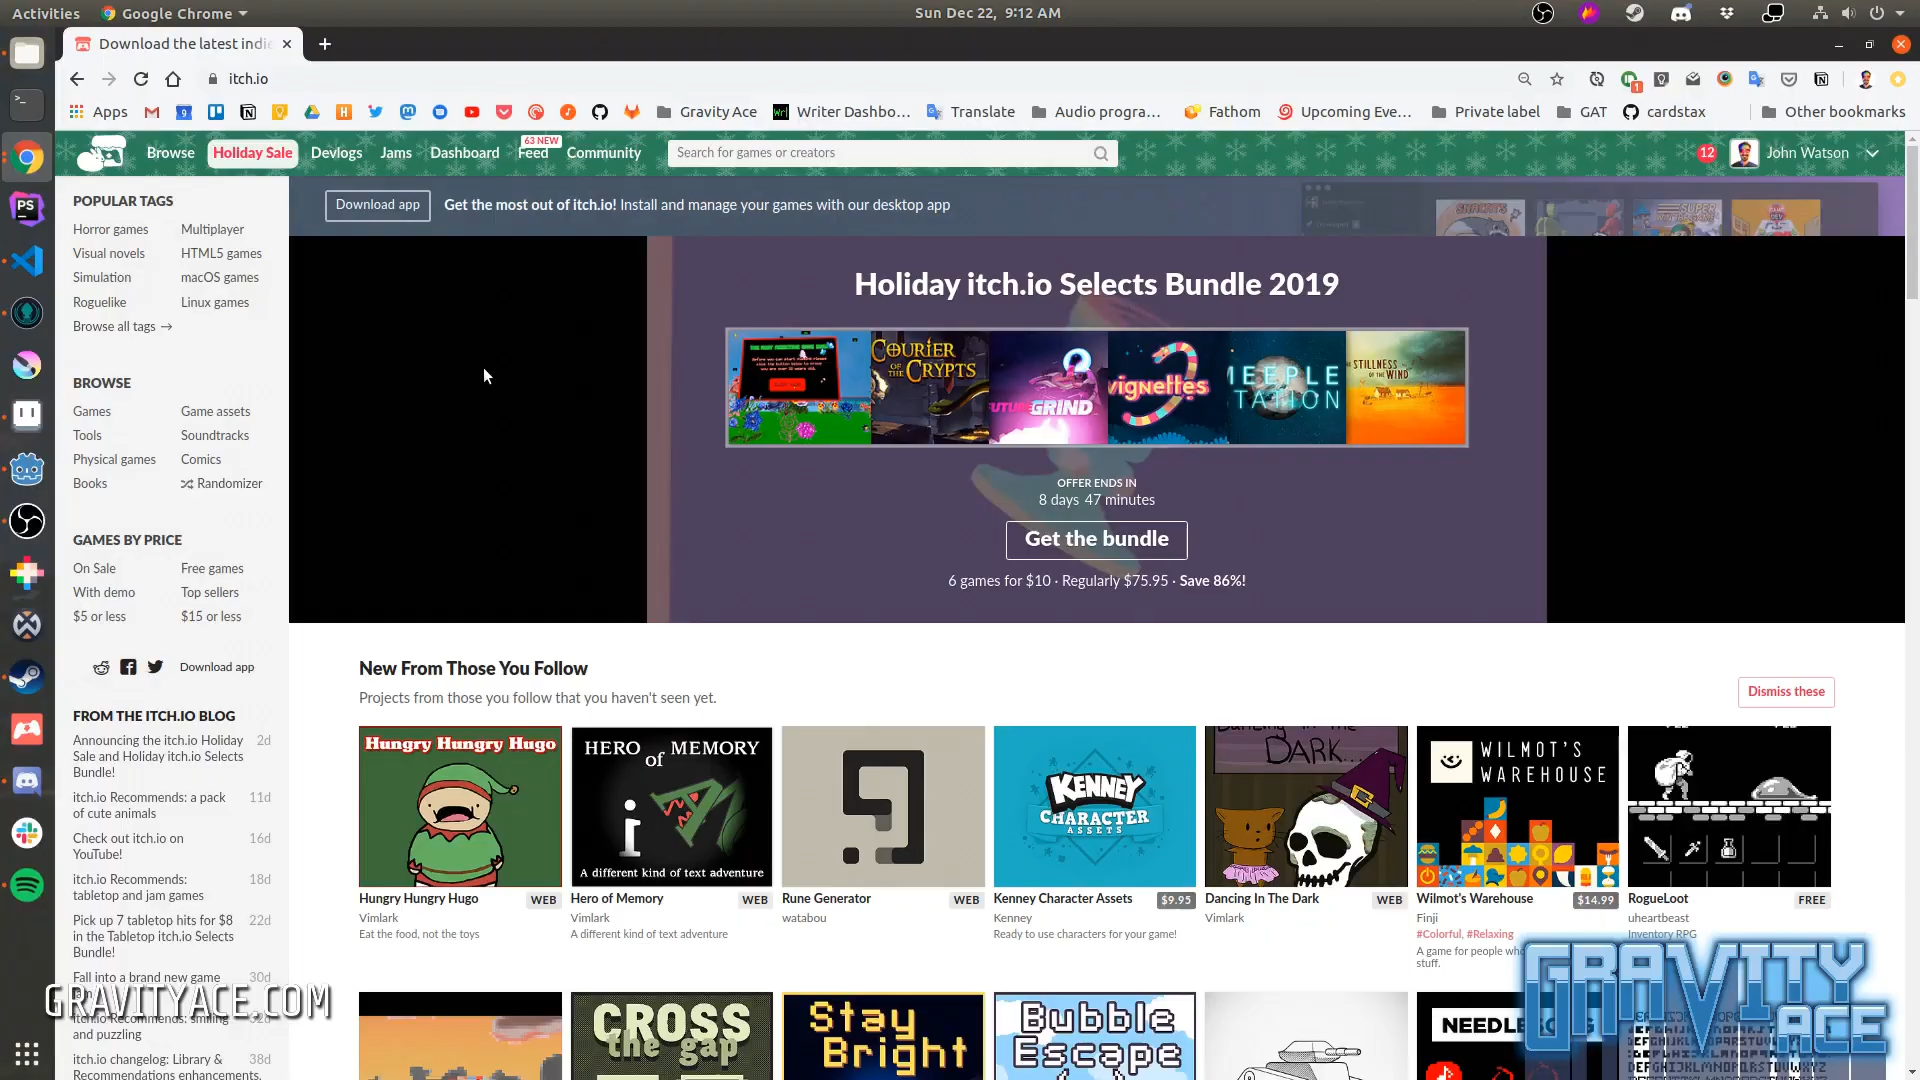 Activities
Google Chrome
Sun Dec 22, 9:12 AM
Download the latest indie
itch.io
Apps
Gravity Ace
Writer Dashbo...
Translate
Audio progra...
Fathom
Upcoming Eve...
Private label
GAT
cardstax
Other bookmarks
Browse
Holiday Sale
Devlogs
Jams
Dashboard
63 NEW
Feed
Community
Search for games or creators
12
John Watson
POPULAR TAGS
Horror games
Multiplayer
Visual novels
HTML5 games
Simulation
macOS games
Roguelike
Linux games
Browse all tags →
BROWSE
Games
Game assets
Tools
Soundtracks
Physical games
Comics
Books
Randomizer
GAMES BY PRICE
On Sale
Free games
With demo
Top sellers
$5 or less
$15 or less
Download app
FROM THE ITCH.IO BLOG
Announcing the itch.io Holiday 2d
Sale and Holiday itch.io Selects
Bundle!
itch.io Recommends: a pack 11d
of cute animals
Check out itch.io on 16d
YouTube!
itch.io Recommends: 18d
tabletop and jam games
Pick up 7 tabletop hits for $8 22d
in the Tabletop itch.io Selects
Bundle!
Fall into a brand new game 30d
GRAVITYACE.COM
itch.io Recommends: smiling
and puzzling
itch.io changelog: Library & 38d
Recommendations enhancements,
Download app
Get the most out of itch.io! Install and manage your games with our desktop app
Holiday itch.io Selects Bundle 2019
COURIER
OF THE CRYPTS
FUTUREGRIND
vignettes
STILLNESS
OF THE WIND
OFFER ENDS IN
8 days 47 minutes
Get the bundle
6 games for $10 · Regularly $75.95 · Save 86%!
New From Those You Follow
Projects from those you follow that you haven't seen yet.
Dismiss these
Hungry Hungry Hugo
HERO of MEMORY
A different kind of text adventure
KENNEY
CHARACTER
ASSETS
Dancing in the
DARK...
WILMOT'S
WAREHOUSE
Hungry Hungry Hugo WEB
Vimlark
Eat the food, not the toys
Hero of Memory WEB
Vimlark
A different kind of text adventure
Rune Generator WEB
watabou
Kenney Character Assets $9.95
Kenney
Ready to use characters for your game!
Dancing In The Dark WEB
Vimlark
Wilmot's Warehouse $14.99
Finji
#Colorful, #Relaxing
A game for people who
stuff.
RogueLoot FREE
uheartbeast
Inventory RPG
CROSS
the gap
Stay
Bright
Bubble
Escape
GRAVITY
ACE